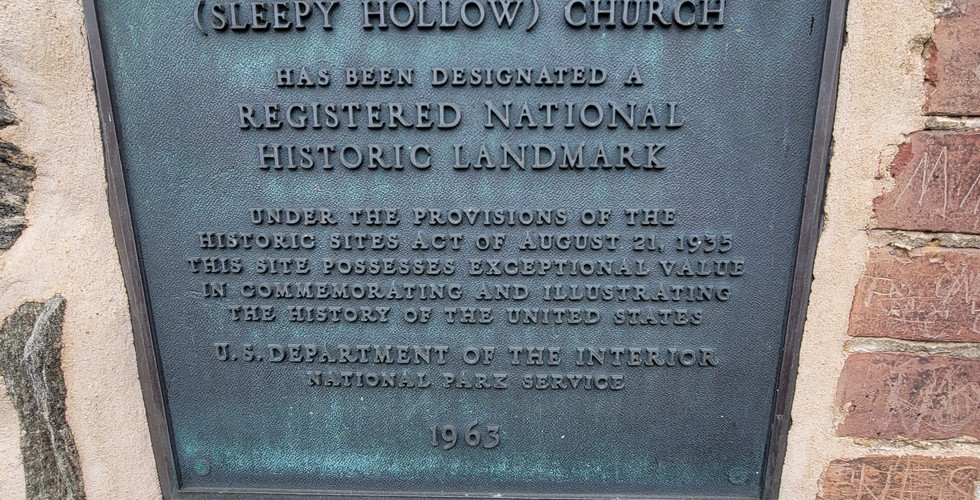 (SLEEPY HOLLOW) CHURCH
HAS BEEN DESIGNATED A
REGISTERED NATIONAL
HISTORIC LANDMARK
UNDER THE PROVISIONS OF THE
HISTORIC SITES ACT OF AUGUST 21, 1935
THIS SITE POSSESSES EXCEPTIONAL VALUE
IN COMMEMORATING AND ILLUSTRATING
THE HISTORY OF THE UNITED STATES
U.S. DEPARTMENT OF THE INTERIOR
NATIONAL PARK SERVICE
1963